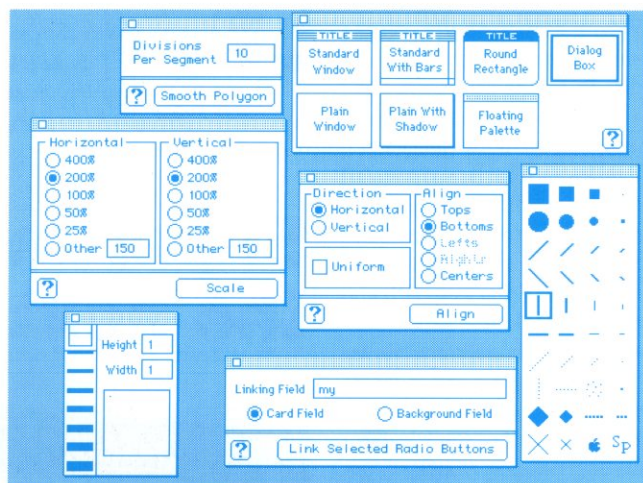 Divisions
Per Segment 10
? Smooth Polygon
TITLE TITLE TITLE
Standard Window
Standard With Bars
Round Rectangle
Dialog Box
Plain Window
Plain With Shadow
Floating Palette
?
Horizontal
400%
200%
100%
50%
25%
Other 150
Vertical
400%
200%
100%
50%
25%
Other 150
? Scale
Direction
Horizontal
Vertical
Uniform
Align
Tops
Bottoms
Lefts
Centers
? Align
Height 1
Width 1
Linking Field my
Card Field Background Field
? Link Selected Radio Buttons
Sp